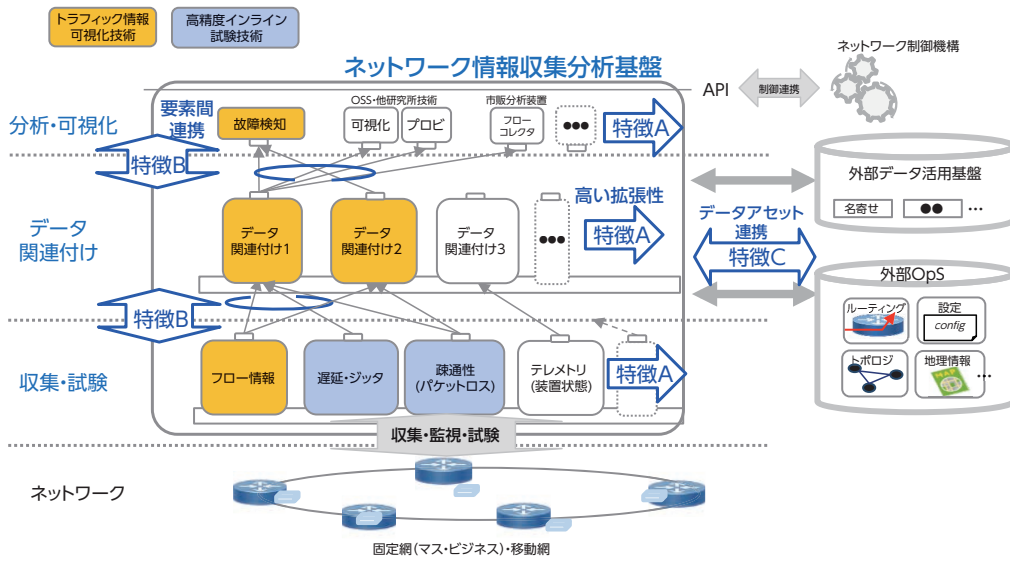 トラフィック情報
可視化技術
高精度インライン
試験技術
ネットワーク情報収集分析基盤
API
制御連携
ネットワーク制御機構
分析・可視化
要素間
連携
特徴B
故障検知
OSS・他研究所技術
可視化
プロビ
市販分析装置
フロー
コレクタ
●●●
特徴A
データ
関連付け
データ
関連付け1
データ
関連付け2
データ
関連付け3
●●●
高い拡張性
特徴A
データアセット
連携
特徴C
外部データ活用基盤
名寄せ
●●
…
外部OpS
ルーティング
設定
config
トポロジ
地理情報
MAP
…
特徴B
収集・試験
フロー情報
遅延・ジッタ
疎通性
(パケットロス)
テレメトリ
(装置状態)
特徴A
収集・監視・試験
ネットワーク
固定網(マス・ビジネス)・移動網